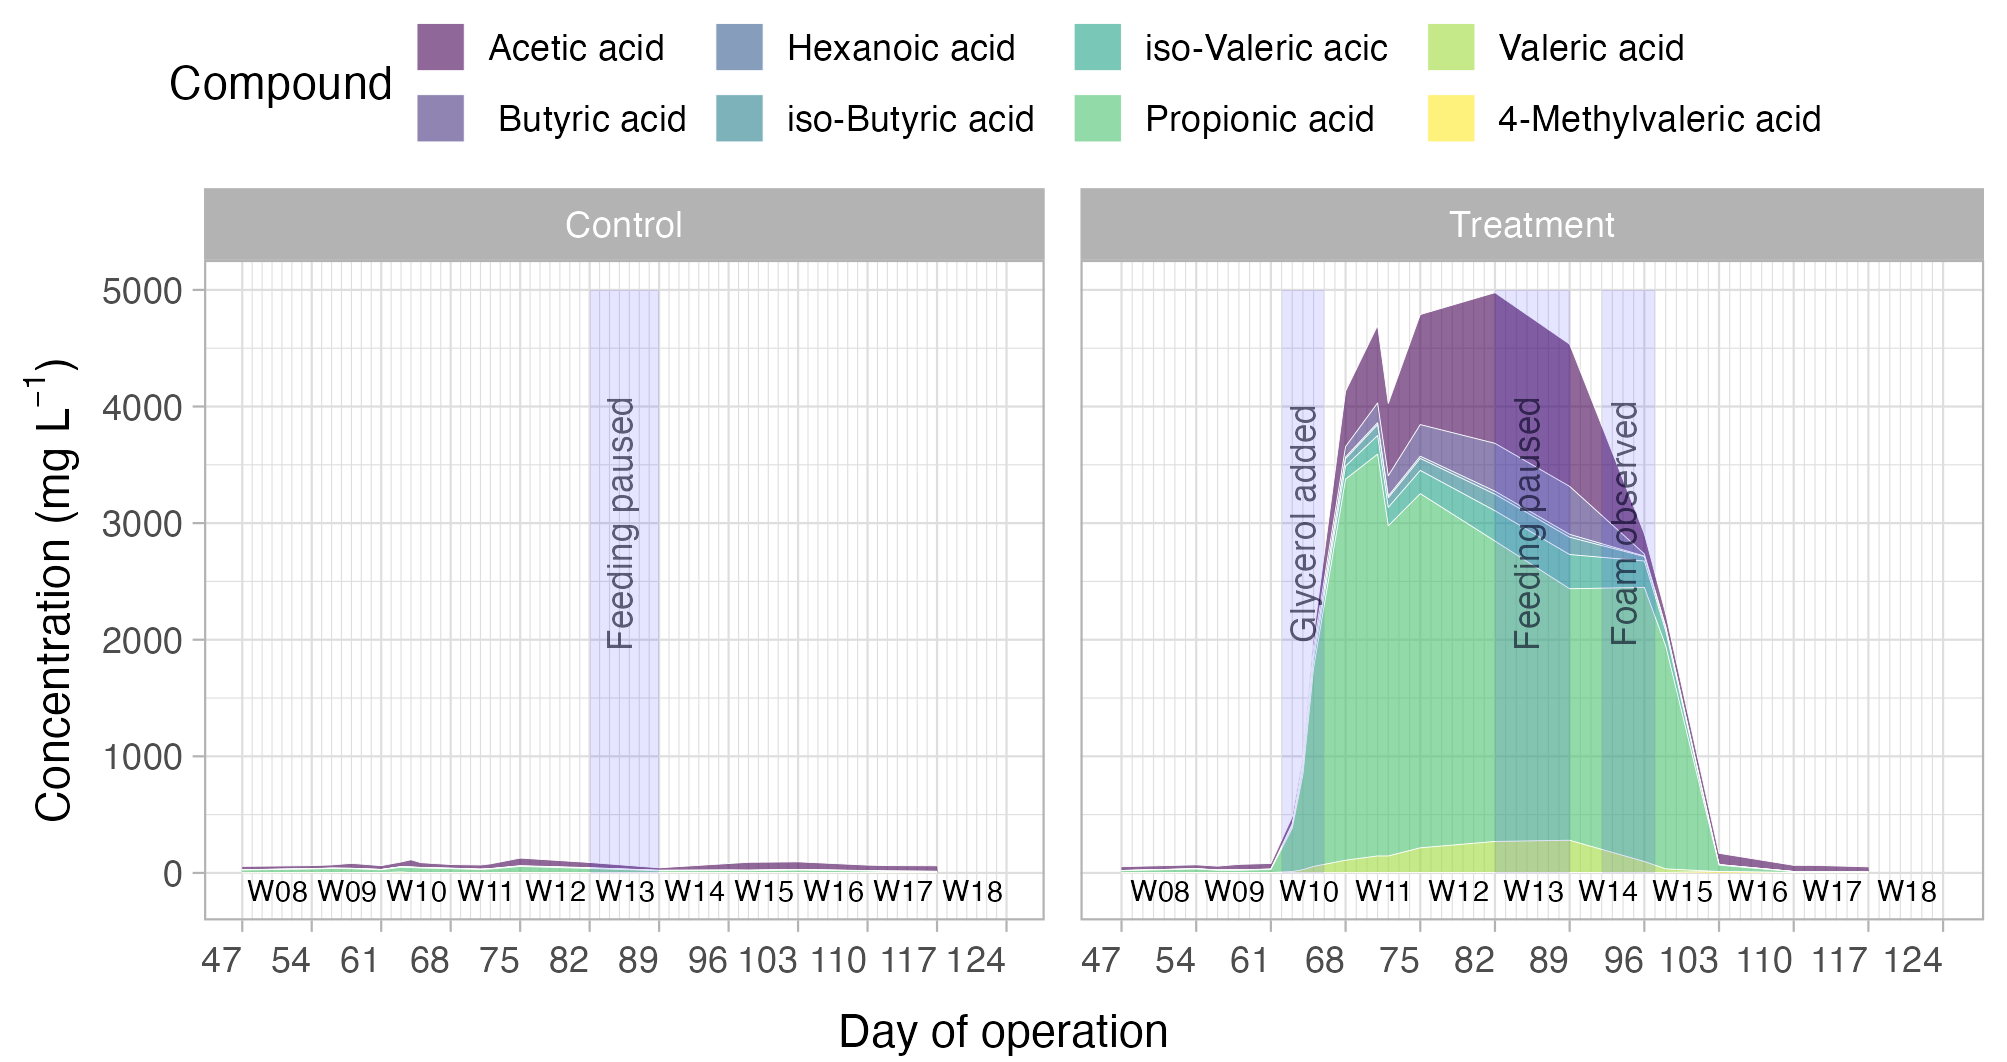 Compound
Acetic acid Hexanoic acid iso-Valeric acic Valeric acid
Butyric acid iso-Butyric acid Propionic acid 4-Methylvaleric acid
Control Treatment
Concentration (mg L⁻¹)
5000
4000
3000
2000
1000
0
Feeding paused
Glycerol added
Feeding paused
Foam observed
W08 W09 W10 W11 W12 W13 W14 W15 W16 W17 W18
W08 W09 W10 W11 W12 W13 W14 W15 W16 W17 W18
47 54 61 68 75 82 89 96 103 110 117 124
47 54 61 68 75 82 89 96 103 110 117 124
Day of operation